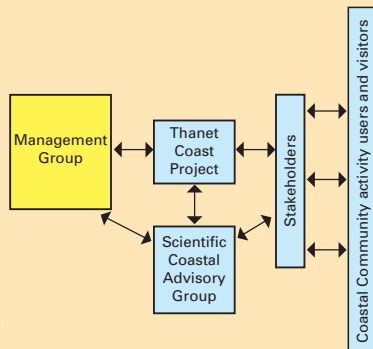 Management
Group
Thanet
Coast
Project
Scientific
Coastal
Advisory
Group
Stakeholders
Coastal Community activity users and visitors